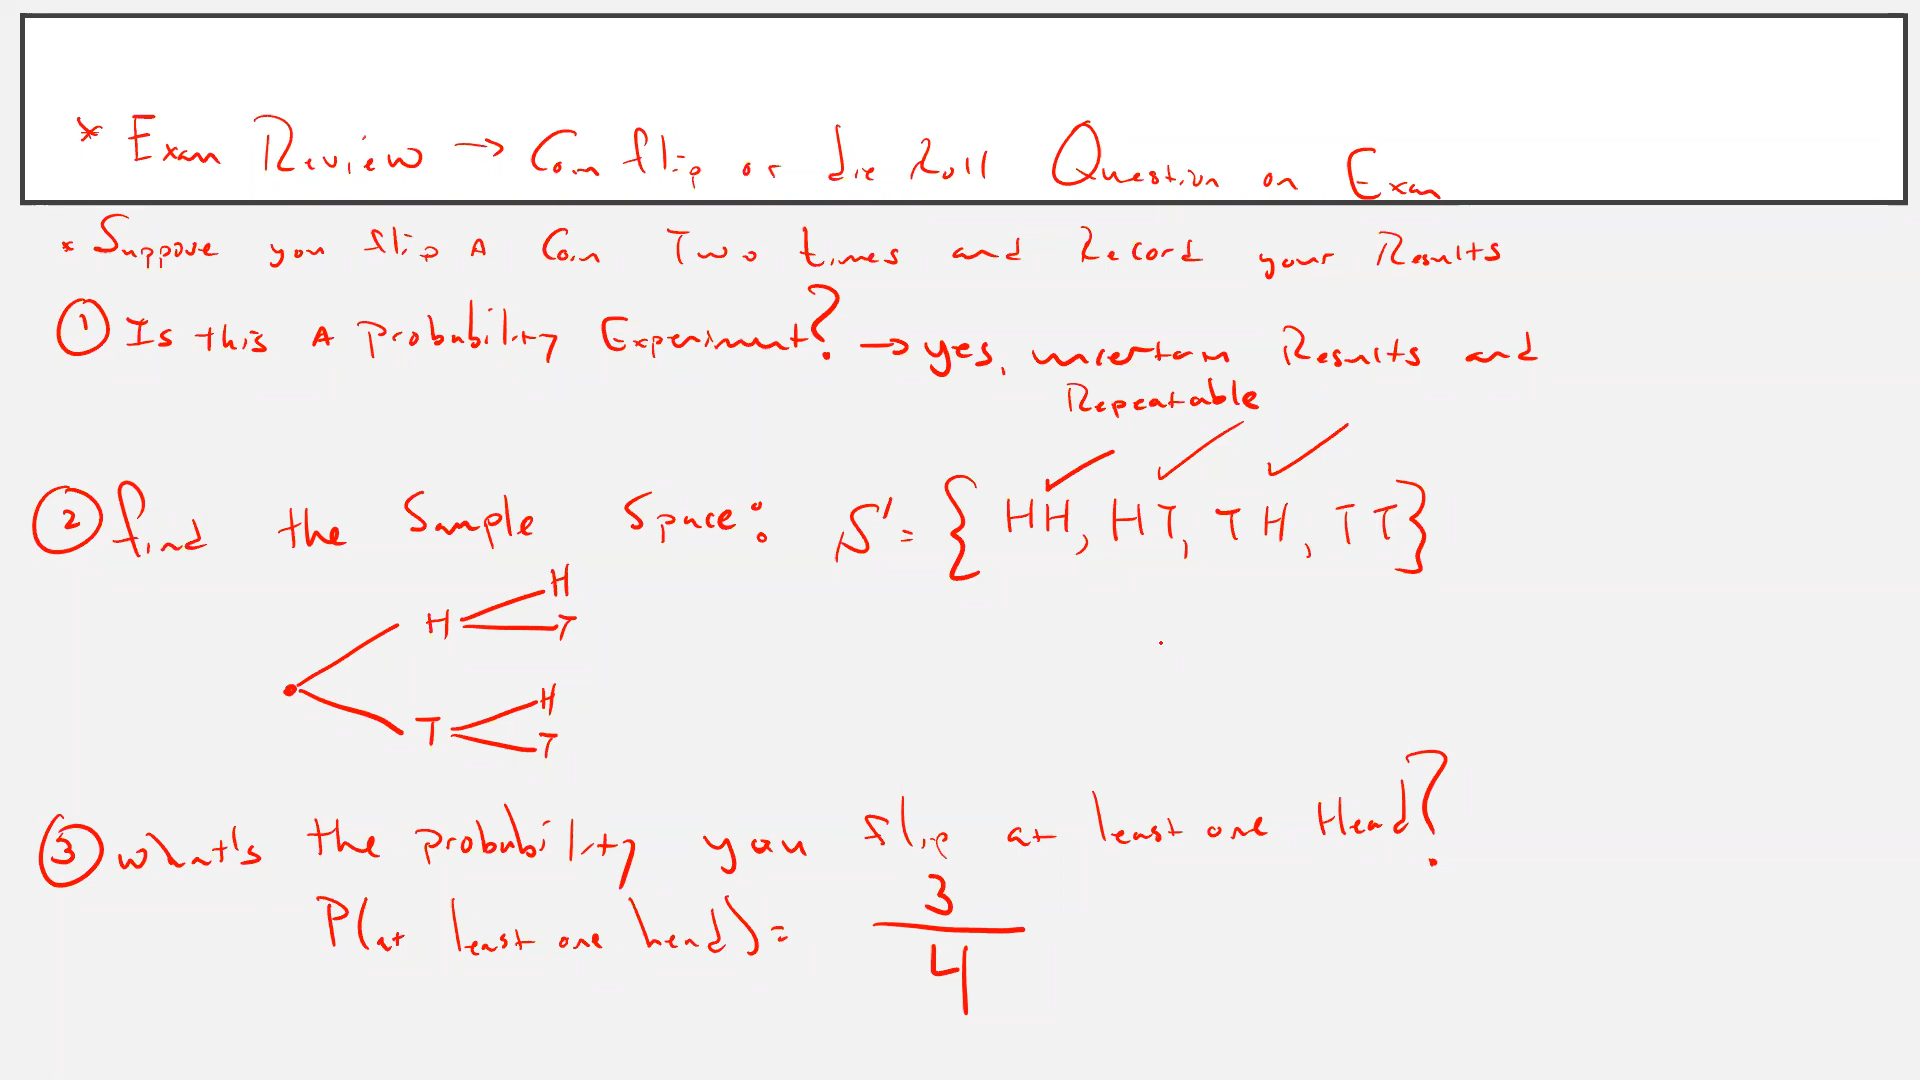 * Exam Review → Coin flip or die Roll Question on Exam
* Suppose you flip A Coin Two times and Record your Results
① Is this A probability Experiment? → yes, uncertain Results and
Repeatable
② find the Sample Space: S = { HH, HT, TH, TT}
H
H T
H
T T
③ what's the probability you flip at least one Head?
P(at least one head) = 3
4